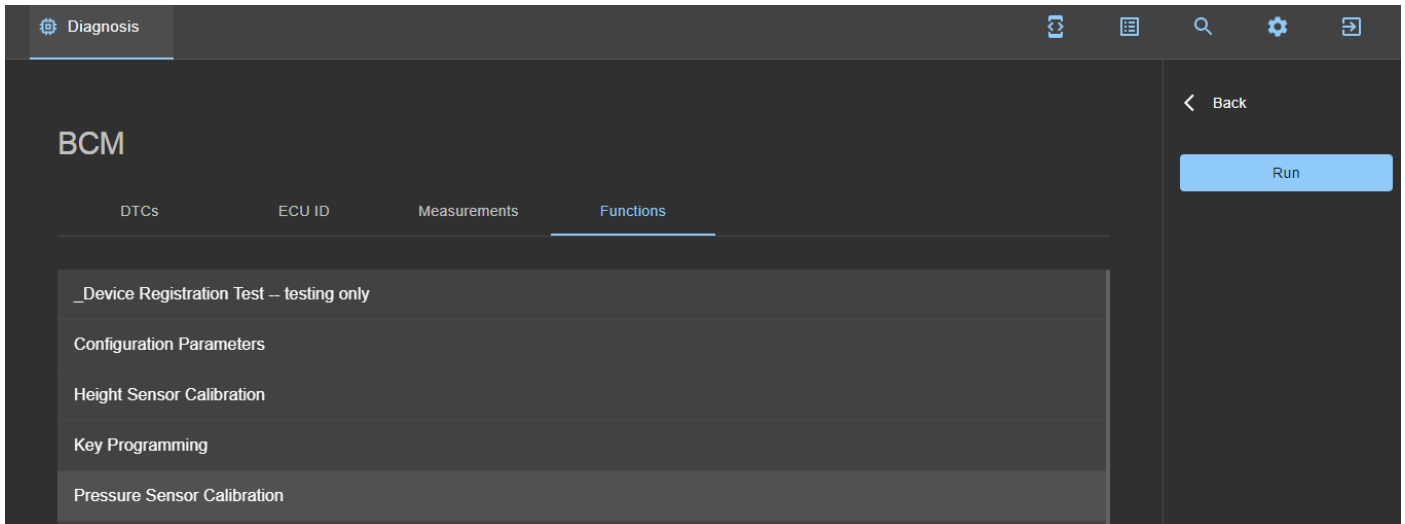 Diagnosis
Back
BCM
Run
DTCs ECU ID Measurements Functions
_Device Registration Test -- testing only
Configuration Parameters
Height Sensor Calibration
Key Programming
Pressure Sensor Calibration